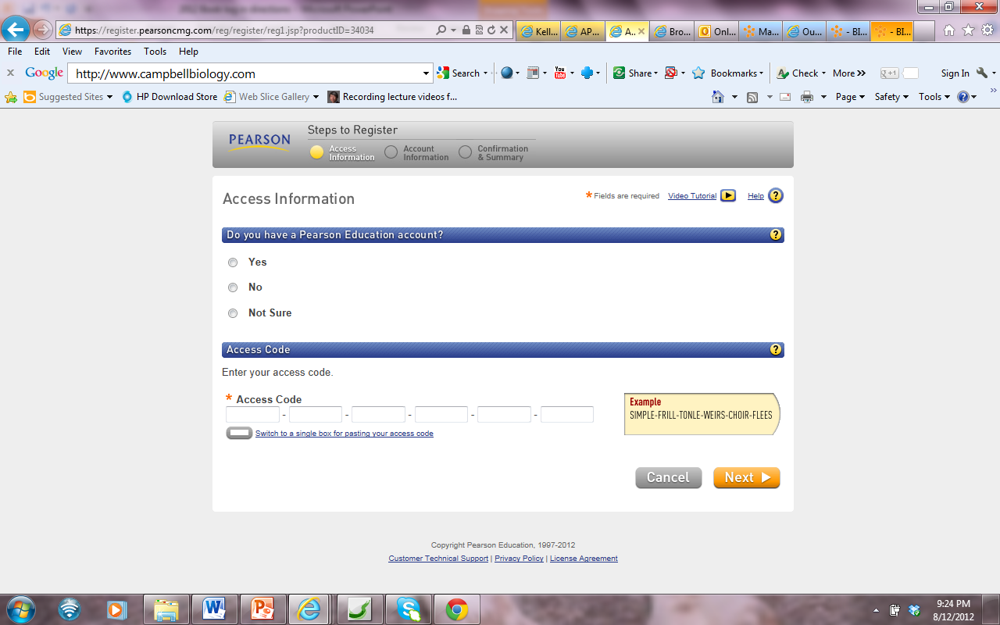 https://register.pearsoncmg.com/reg/register/reg1.jsp?productID=34034
Kell... AP... A.. Bro... Onl... Ma... Ou... - BI... - BI...
File Edit View Favorites Tools Help
Google http://www.campbellbiology.com Search You Tube Share Bookmarks Check More >> g +1 Sign In
Suggested Sites HP Download Store Web Slice Gallery Recording lecture videos f... Page Safety Tools
PEARSON
Steps to Register
Access Information
Account Information
Confirmation & Summary
Access Information
* Fields are required Video Tutorial Help ?
Do you have a Pearson Education account? ?
Yes
No
Not Sure
Access Code ?
Enter your access code.
* Access Code
- - - - -
Switch to a single box for pasting your access code
Example
SIMPLE-FRILL-TONLE-WEIRS-CHOIR-FLEES
Cancel Next
Copyright Pearson Education, 1997-2012
Customer Technical Support | Privacy Policy | License Agreement
9:24 PM
8/12/2012